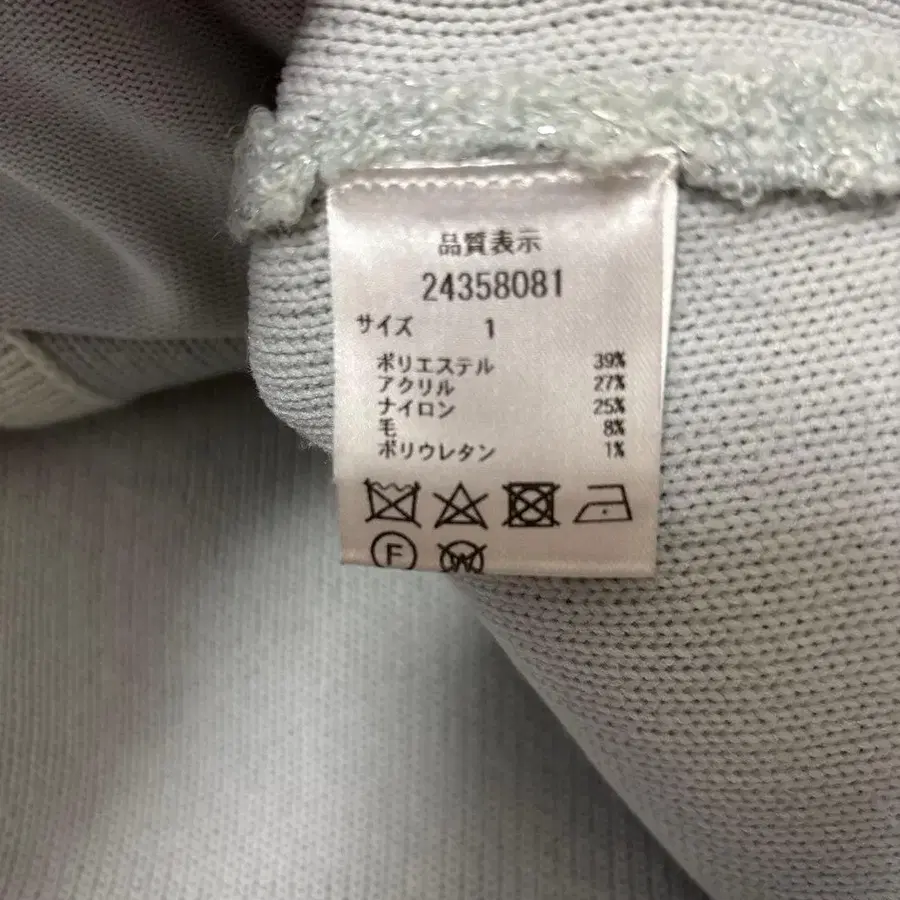 品質表示
24358081
サイズ 1
ポリエステル 39%
アクリル 27%
ナイロン 25%
毛 8%
ポリウレタン 1%
F W